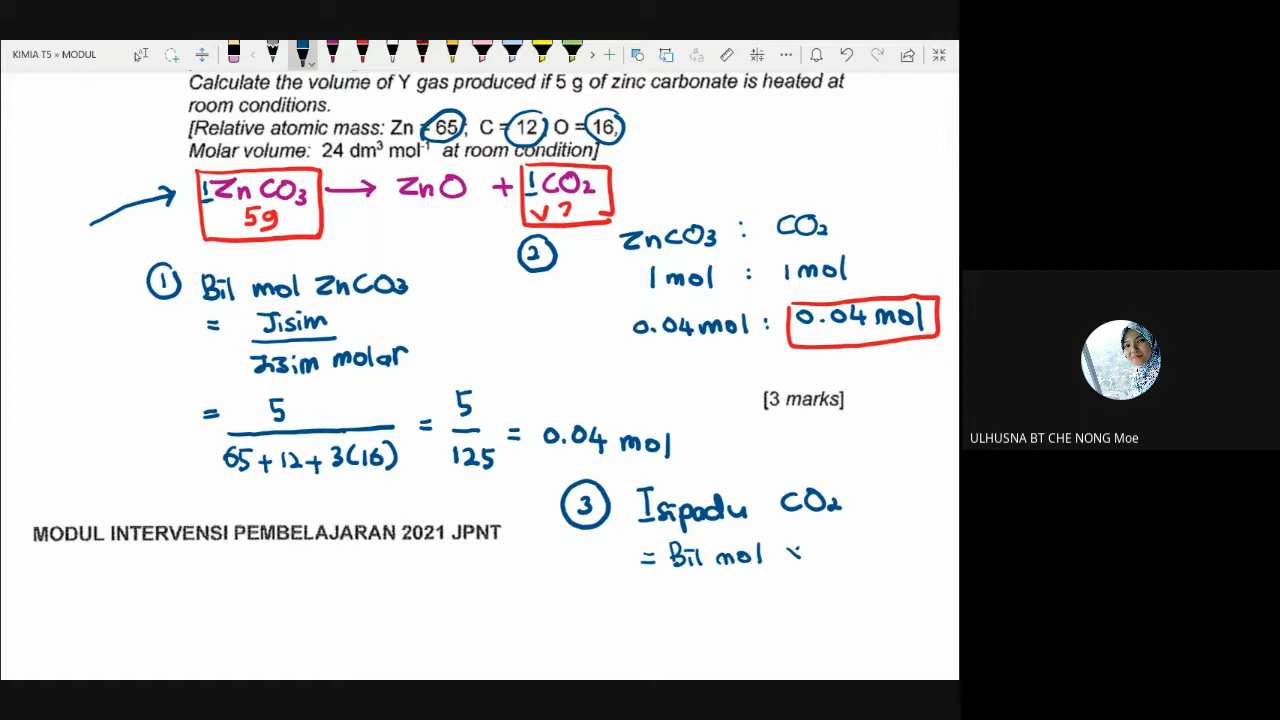 KIMIA T5 » MODUL
Calculate the volume of Y gas produced if 5 g of zinc carbonate is heated at
room conditions.
[Relative atomic mass: Zn = 65; C = 12, O = 16,
Molar volume: 24 dm³ mol⁻¹ at room condition]
1 ZnCO₃ → ZnO + 1 CO₂
5g
V ?
②
ZnCO₃ : CO₂
1 mol : 1 mol
0.04 mol : 0.04 mol
① Bil mol ZnCO₃
= Jisim
Jisim molar
= 5 = 5 = 0.04 mol
65 + 12 + 3(16) 125
[3 marks]
ULHUSNA BT CHE NONG Moe
③ Isipadu CO₂
= Bil mol ×
MODUL INTERVENSI PEMBELAJARAN 2021 JPNT